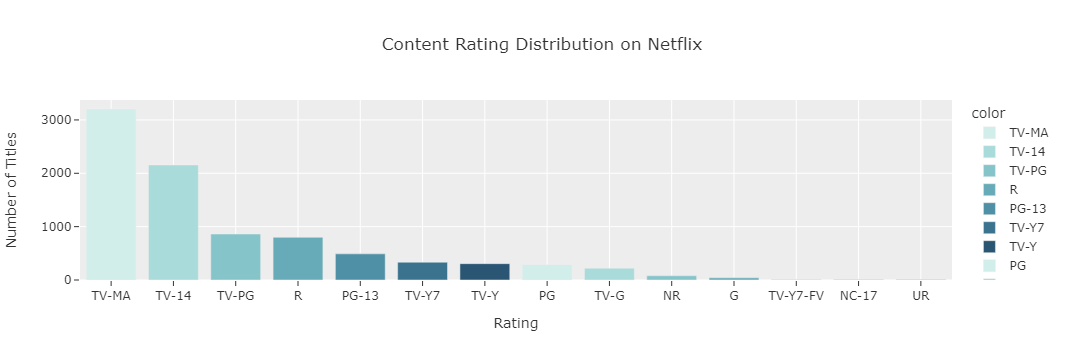 Content Rating Distribution on Netflix
Number of Titles
3000
2000
1000
0
TV-MA TV-14 TV-PG R PG-13 TV-Y7 TV-Y PG TV-G NR G TV-Y7-FV NC-17 UR
Rating
color
TV-MA
TV-14
TV-PG
R
PG-13
TV-Y7
TV-Y
PG